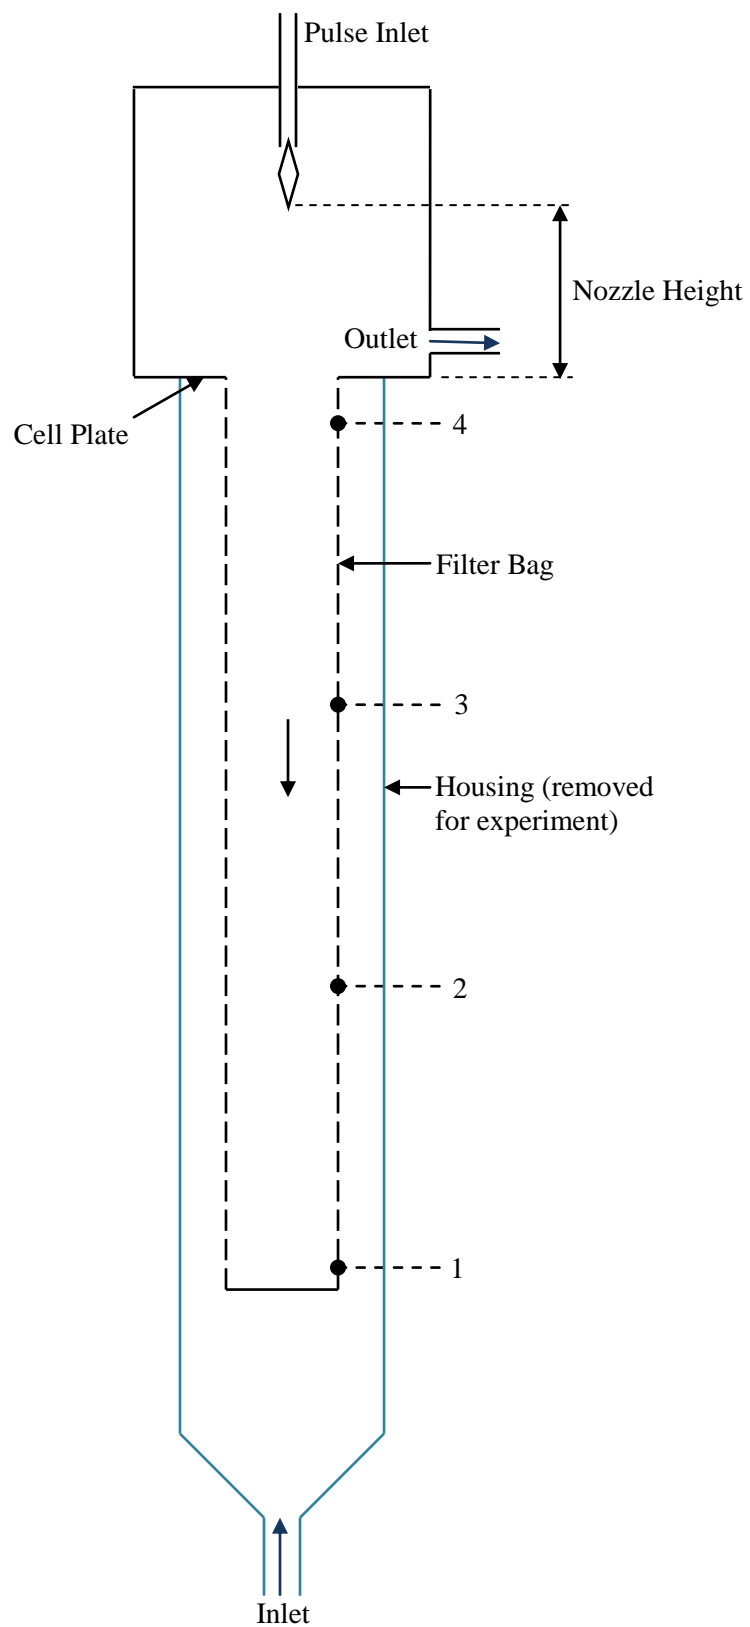 Pulse Inlet
Nozzle Height
Outlet
Cell Plate
4
Filter Bag
3
Housing (removed
for experiment)
2
1
Inlet